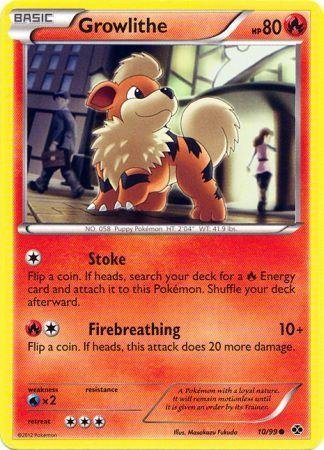 BASIC
Growlithe
HP80
NO. 058 Puppy Pokémon HT: 2'04" WT: 41.9 lbs.
Stoke
Flip a coin. If heads, search your deck for a Energy
card and attach it to this Pokémon. Shuffle your deck
afterward.
Firebreathing 10+
Flip a coin. If heads, this attack does 20 more damage.
weakness resistance
×2
A Pokémon with a loyal nature.
It will remain motionless until
it is given an order by its Trainer.
retreat
Illus. Masakazu Fukuda
10/99
©2012 Pokémon